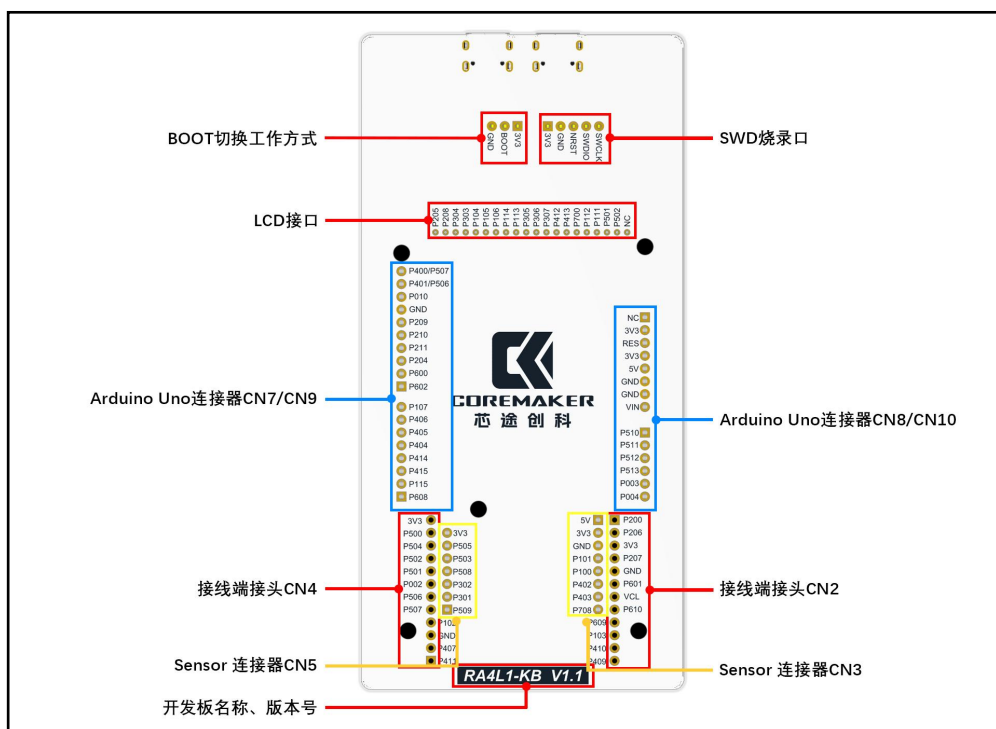 BOOT切换工作方式
GND
BOOT
3V3
3V3
GND
NRST
SWDIO
SWCLK
SWD烧录口
LCD接口
P205
P208
P304
P303
P104
P105
P106
P114
P113
P305
P306
P307
P412
P413
P700
P112
P111
P501
P502
NC
P400/P507
P401/P506
P010
GND
P209
P210
P211
P204
P600
P602
P107
P406
P405
P404
P414
P415
P115
P608
Arduino Uno连接器CN7/CN9
COREMAKER
芯途创科
NC
3V3
RES
3V3
5V
GND
GND
VIN
P510
P511
P512
P513
P003
P004
Arduino Uno连接器CN8/CN10
3V3
P500
P504
P502
P501
P002
P506
P507
P102
GND
P407
P411
接线端接头CN4
3V3
P505
P503
P508
P302
P301
P509
Sensor 连接器CN5
5V
3V3
GND
P101
P100
P402
P403
P708
P200
P206
3V3
P207
GND
P601
VCL
P610
P609
P103
P410
P409
接线端接头CN2
Sensor 连接器CN3
RA4L1-KB V1.1
开发板名称、版本号